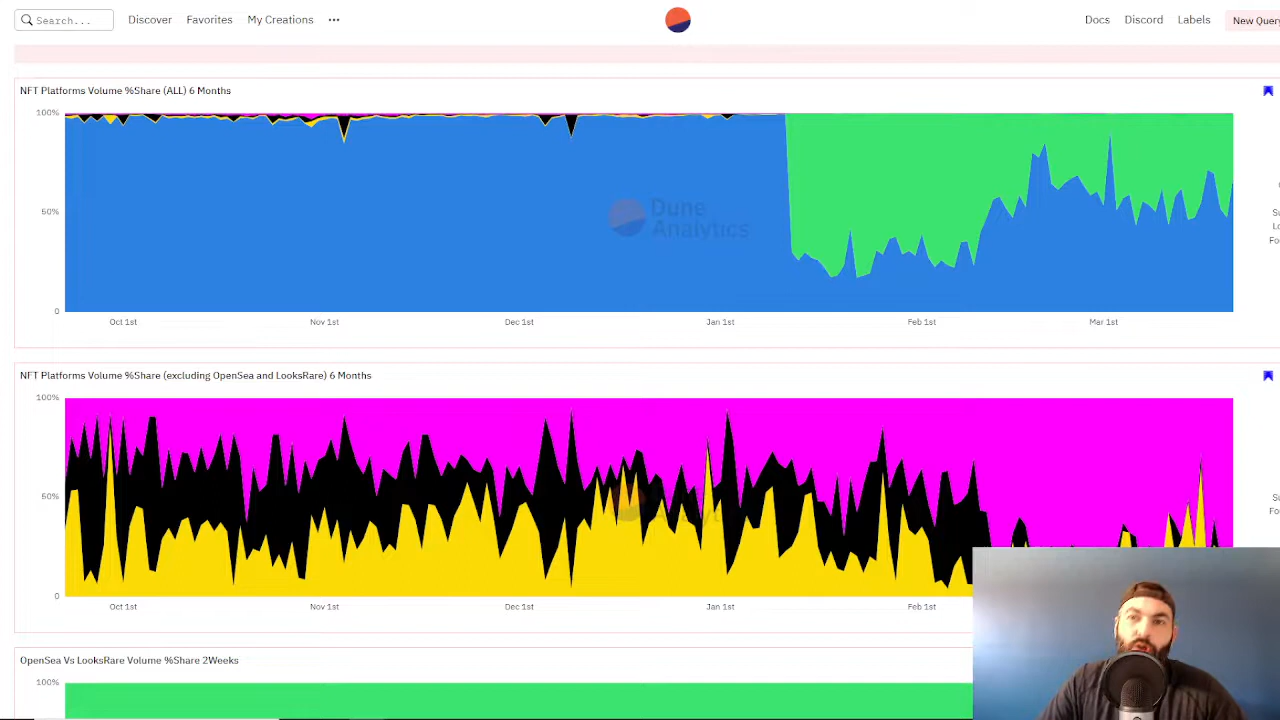 Search... Discover Favorites My Creations ··· Docs Discord Labels New Query
NFT Platforms Volume %Share (ALL) 6 Months
100%
50%
0
Dune
Analytics
Oct 1st Nov 1st Dec 1st Jan 1st Feb 1st Mar 1st
NFT Platforms Volume %Share (excluding OpenSea and LooksRare) 6 Months
100%
50%
0
Oct 1st Nov 1st Dec 1st Jan 1st Feb 1st
OpenSea Vs LooksRare Volume %Share 2Weeks
100%